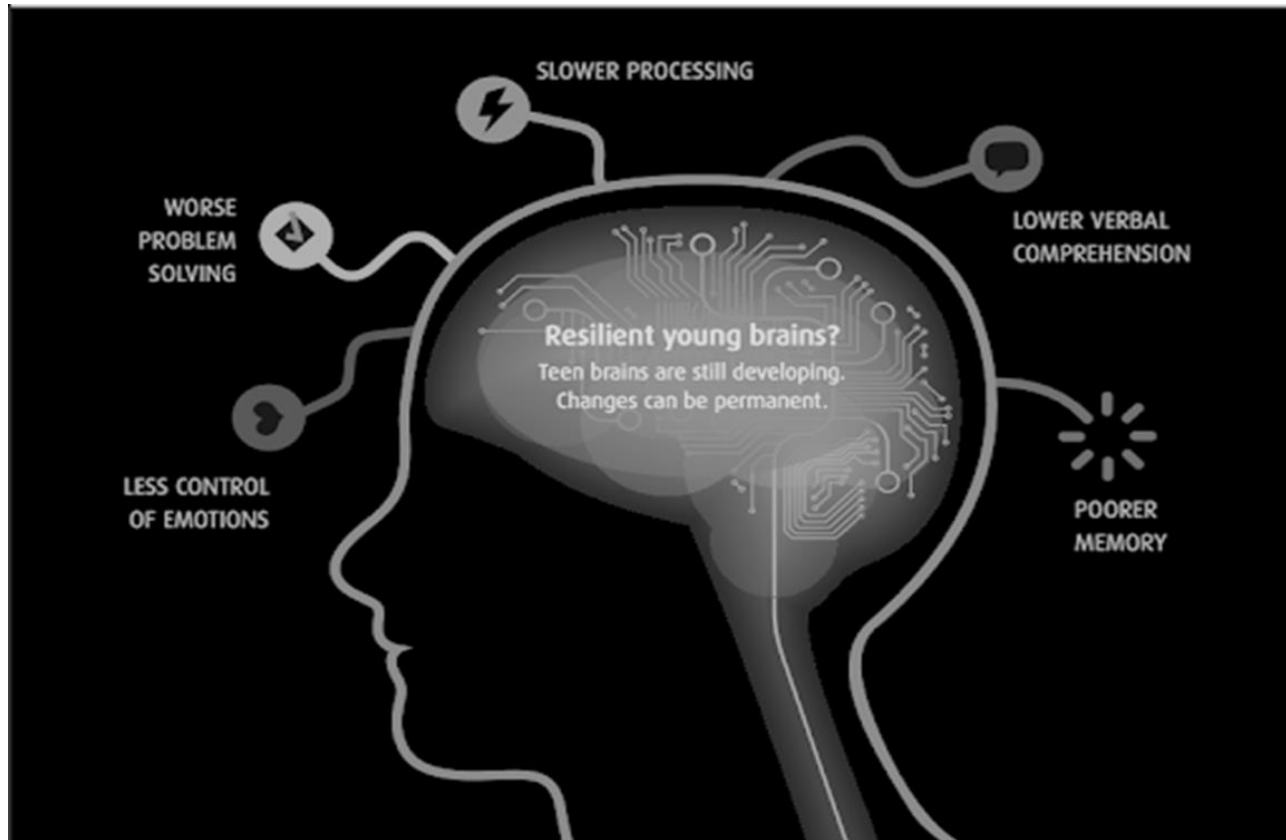 SLOWER PROCESSING
WORSE
PROBLEM
SOLVING
LOWER VERBAL
COMPREHENSION
Resilient young brains?
Teen brains are still developing.
Changes can be permanent.
LESS CONTROL
OF EMOTIONS
POORER
MEMORY